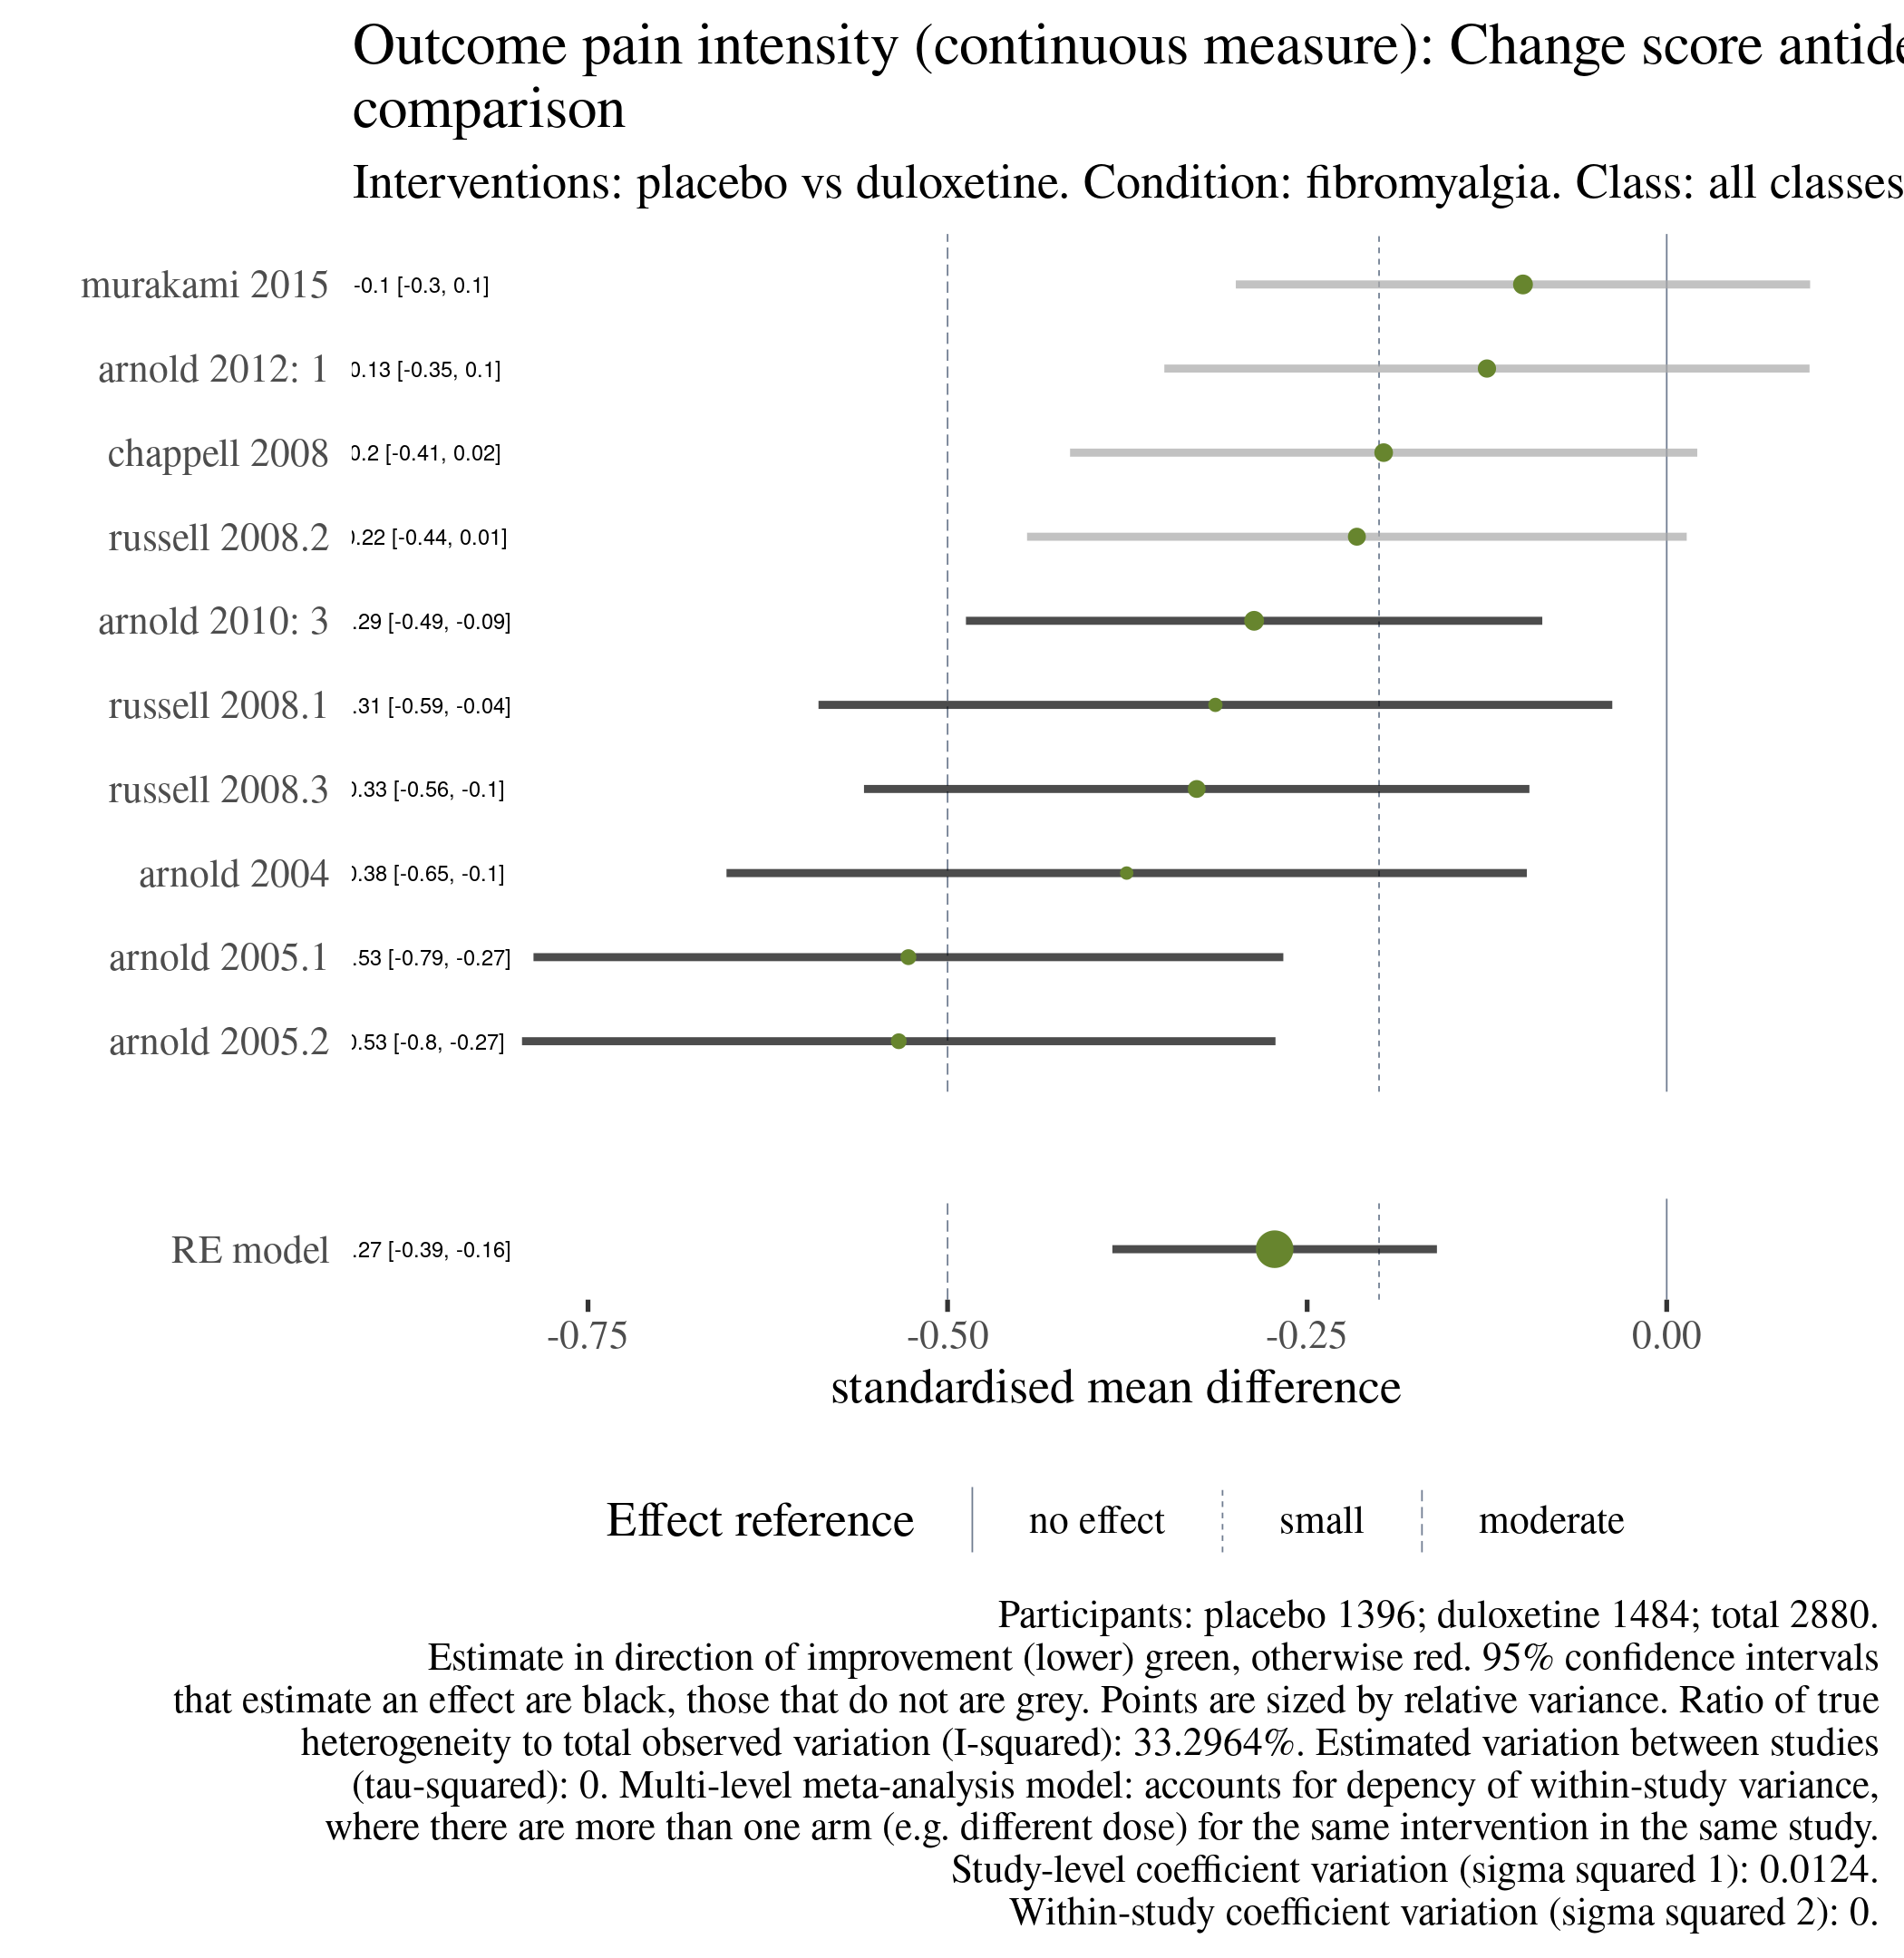 Outcome pain intensity (continuous measure): Change score antide
comparison
Interventions: placebo vs duloxetine. Condition: fibromyalgia. Class: all classes
murakami 2015 -0.1 [-0.3, 0.1]
arnold 2012: 1 0.13 [-0.35, 0.1]
chappell 2008 0.2 [-0.41, 0.02]
russell 2008.2 .22 [-0.44, 0.01]
arnold 2010: 3 .29 [-0.49, -0.09]
russell 2008.1 .31 [-0.59, -0.04]
russell 2008.3 .33 [-0.56, -0.1]
arnold 2004 .38 [-0.65, -0.1]
arnold 2005.1 .53 [-0.79, -0.27]
arnold 2005.2 .53 [-0.8, -0.27]
RE model .27 [-0.39, -0.16]
-0.75 -0.50 -0.25 0.00
standardised mean difference
Effect reference no effect small moderate
Participants: placebo 1396; duloxetine 1484; total 2880.
Estimate in direction of improvement (lower) green, otherwise red. 95% confidence intervals
that estimate an effect are black, those that do not are grey. Points are sized by relative variance. Ratio of true
heterogeneity to total observed variation (I-squared): 33.2964%. Estimated variation between studies
(tau-squared): 0. Multi-level meta-analysis model: accounts for depency of within-study variance,
where there are more than one arm (e.g. different dose) for the same intervention in the same study.
Study-level coefficient variation (sigma squared 1): 0.0124.
Within-study coefficient variation (sigma squared 2): 0.